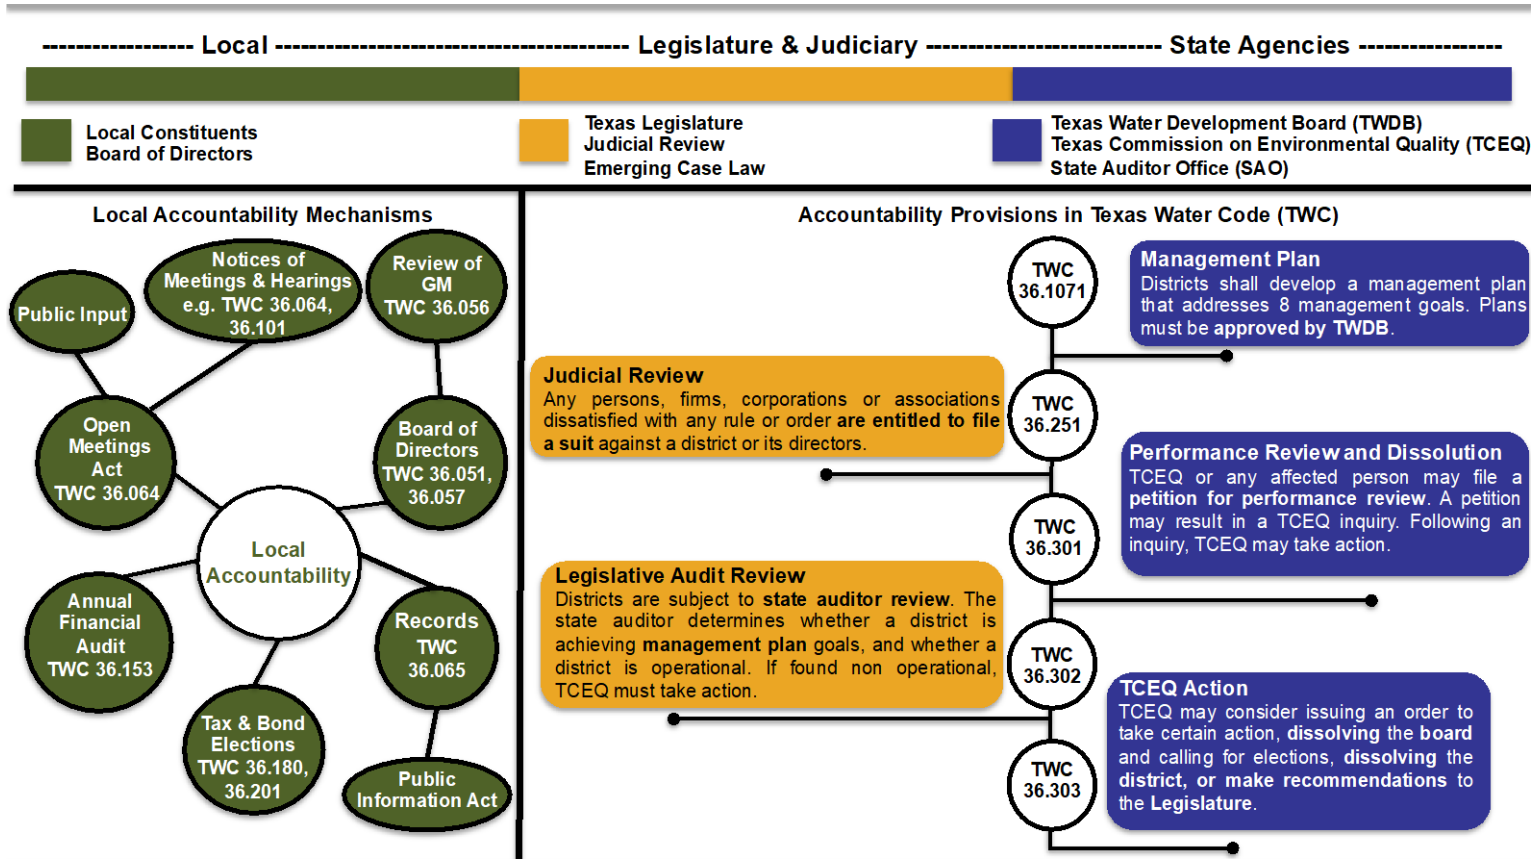 Local
Legislature & Judiciary
State Agencies
Local Constituents
Board of Directors
Texas Legislature
Judicial Review
Emerging Case Law
Texas Water Development Board (TWDB)
Texas Commission on Environmental Quality (TCEQ)
State Auditor Office (SAO)
Local Accountability Mechanisms
Public Input
Notices of
Meetings & Hearings
e.g. TWC 36.064,
36.101
Review of
GM
TWC 36.056
Open
Meetings
Act
TWC 36.064
Board of
Directors
TWC 36.051,
36.057
Local
Accountability
Annual
Financial
Audit
TWC 36.153
Records
TWC
36.065
Tax & Bond
Elections
TWC 36.180,
36.201
Public
Information Act
Accountability Provisions in Texas Water Code (TWC)
TWC
36.1071
Management Plan
Districts shall develop a management plan
that addresses 8 management goals. Plans
must be approved by TWDB.
Judicial Review
Any persons, firms, corporations or associations
dissatisfied with any rule or order are entitled to file
a suit against a district or its directors.
TWC
36.251
Performance Review and Dissolution
TCEQ or any affected person may file a
petition for performance review. A petition
may result in a TCEQ inquiry. Following an
inquiry, TCEQ may take action.
TWC
36.301
Legislative Audit Review
Districts are subject to state auditor review. The
state auditor determines whether a district is
achieving management plan goals, and whether a
district is operational. If found non operational,
TCEQ must take action.
TWC
36.302
TCEQ Action
TCEQ may consider issuing an order to
take certain action, dissolving the board
and calling for elections, dissolving the
district, or make recommendations to
the Legislature.
TWC
36.303